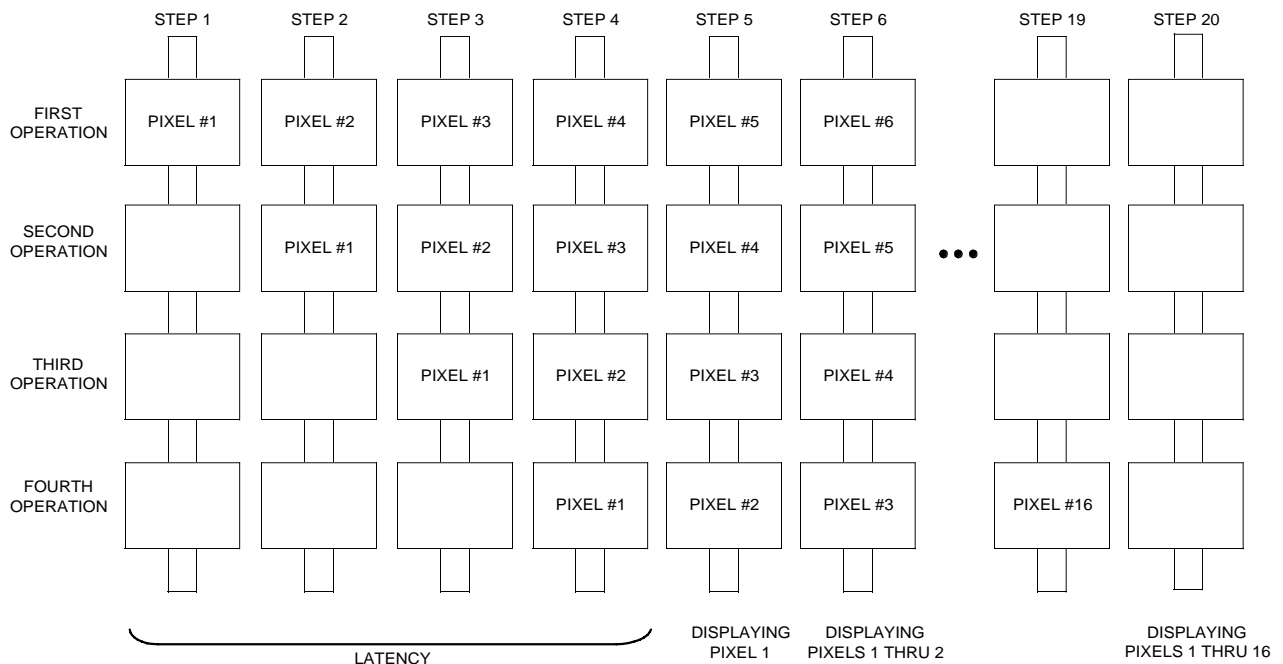 STEP 1 STEP 2 STEP 3 STEP 4 STEP 5 STEP 6 STEP 19 STEP 20
FIRST
OPERATION
PIXEL #1 PIXEL #2 PIXEL #3 PIXEL #4 PIXEL #5 PIXEL #6
SECOND
OPERATION
PIXEL #1 PIXEL #2 PIXEL #3 PIXEL #4 PIXEL #5
THIRD
OPERATION
PIXEL #1 PIXEL #2 PIXEL #3 PIXEL #4
FOURTH
OPERATION
PIXEL #1 PIXEL #2 PIXEL #3 PIXEL #16
LATENCY
DISPLAYING
PIXEL 1
DISPLAYING
PIXELS 1 THRU 2
DISPLAYING
PIXELS 1 THRU 16